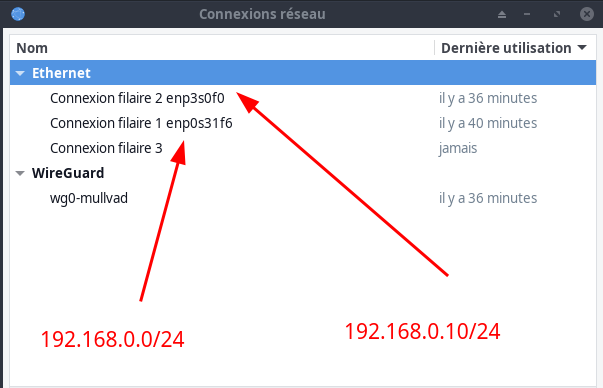 Connexions réseau
Nom Dernière utilisation
Ethernet
Connexion filaire 2 enp3s0f0 il y a 36 minutes
Connexion filaire 1 enp0s31f6 il y a 40 minutes
Connexion filaire 3 jamais
WireGuard
wg0-mullvad il y a 36 minutes
192.168.0.0/24 192.168.0.10/24